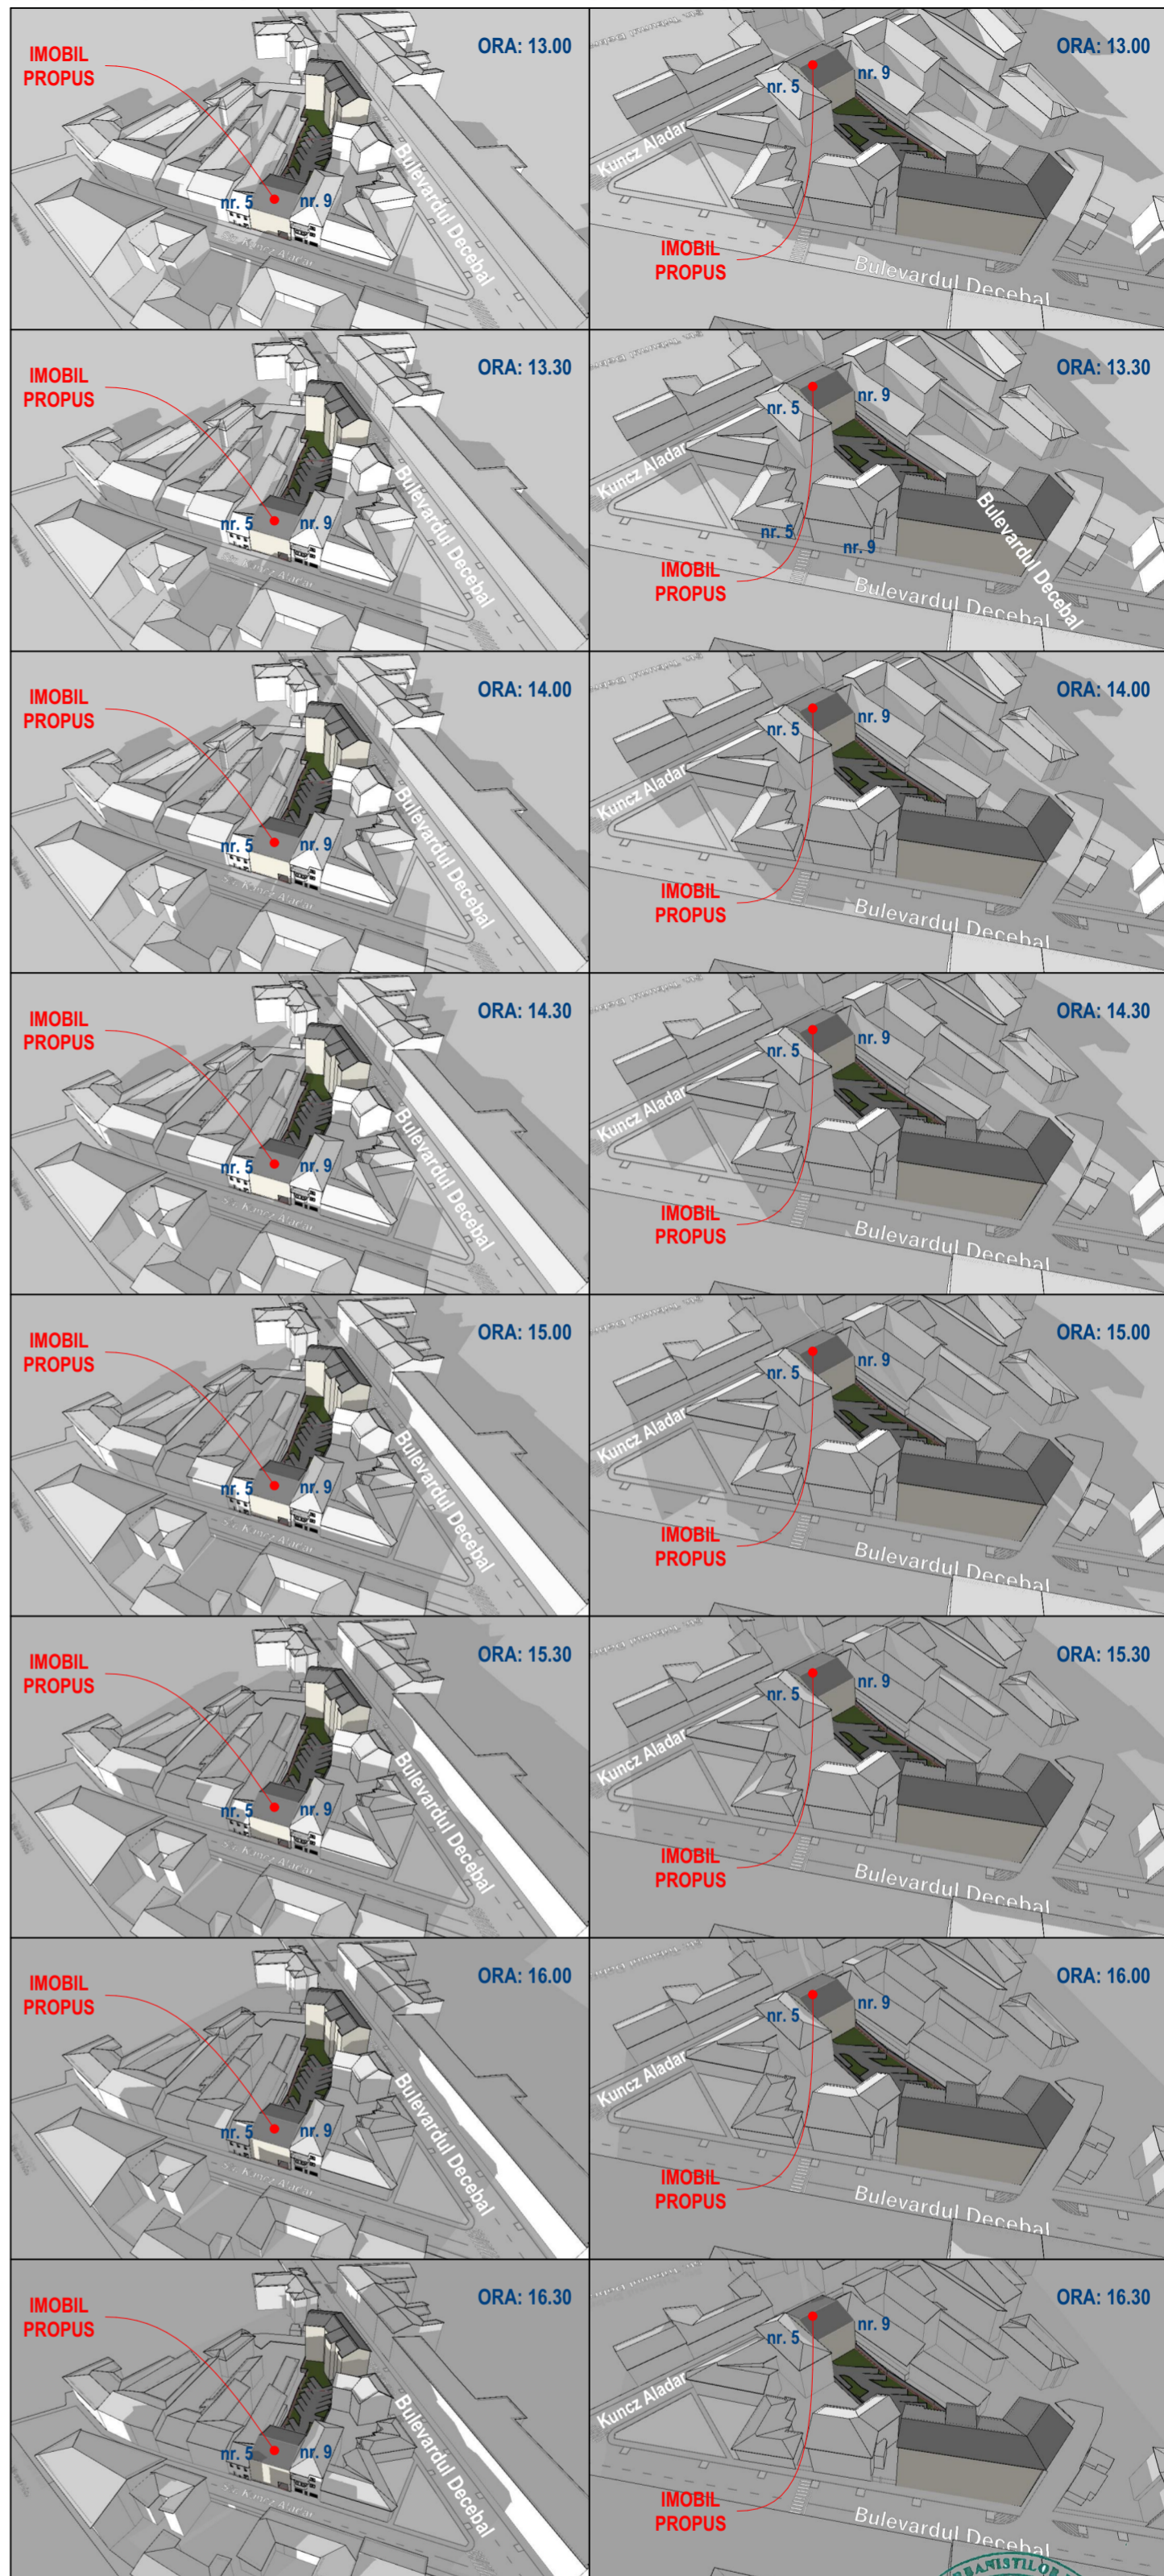 IMOBIL
PROPUS
ORA: 13.00
nr. 5
nr. 9
Bulevardul Decebal
ORA: 13.00
nr. 5
nr. 9
Kuncz Aladar
IMOBIL
PROPUS
Bulevardul Decebal
IMOBIL
PROPUS
ORA: 13.30
nr. 5
nr. 9
Bulevardul Decebal
ORA: 13.30
nr. 5
nr. 9
Kuncz Aladar
nr. 5
nr. 9
Bulevardul Decebal
IMOBIL
PROPUS
Bulevardul Decebal
IMOBIL
PROPUS
ORA: 14.00
nr. 5
nr. 9
Bulevardul Decebal
ORA: 14.00
nr. 5
nr. 9
Kuncz Aladar
IMOBIL
PROPUS
Bulevardul Decebal
IMOBIL
PROPUS
ORA: 14.30
nr. 5
nr. 9
Bulevardul Decebal
ORA: 14.30
nr. 5
nr. 9
Kuncz Aladar
IMOBIL
PROPUS
Bulevardul Decebal
IMOBIL
PROPUS
ORA: 15.00
nr. 5
nr. 9
Bulevardul Decebal
ORA: 15.00
nr. 5
nr. 9
Kuncz Aladar
IMOBIL
PROPUS
Bulevardul Decebal
IMOBIL
PROPUS
ORA: 15.30
nr. 5
nr. 9
Bulevardul Decebal
ORA: 15.30
nr. 5
nr. 9
Kuncz Aladar
IMOBIL
PROPUS
Bulevardul Decebal
IMOBIL
PROPUS
ORA: 16.00
nr. 5
nr. 9
Bulevardul Decebal
ORA: 16.00
nr. 5
nr. 9
Kuncz Aladar
IMOBIL
PROPUS
Bulevardul Decebal
IMOBIL
PROPUS
ORA: 16.30
nr. 5
nr. 9
Bulevardul Decebal
ORA: 16.30
nr. 5
nr. 9
Kuncz Aladar
IMOBIL
PROPUS
Bulevardul Decebal